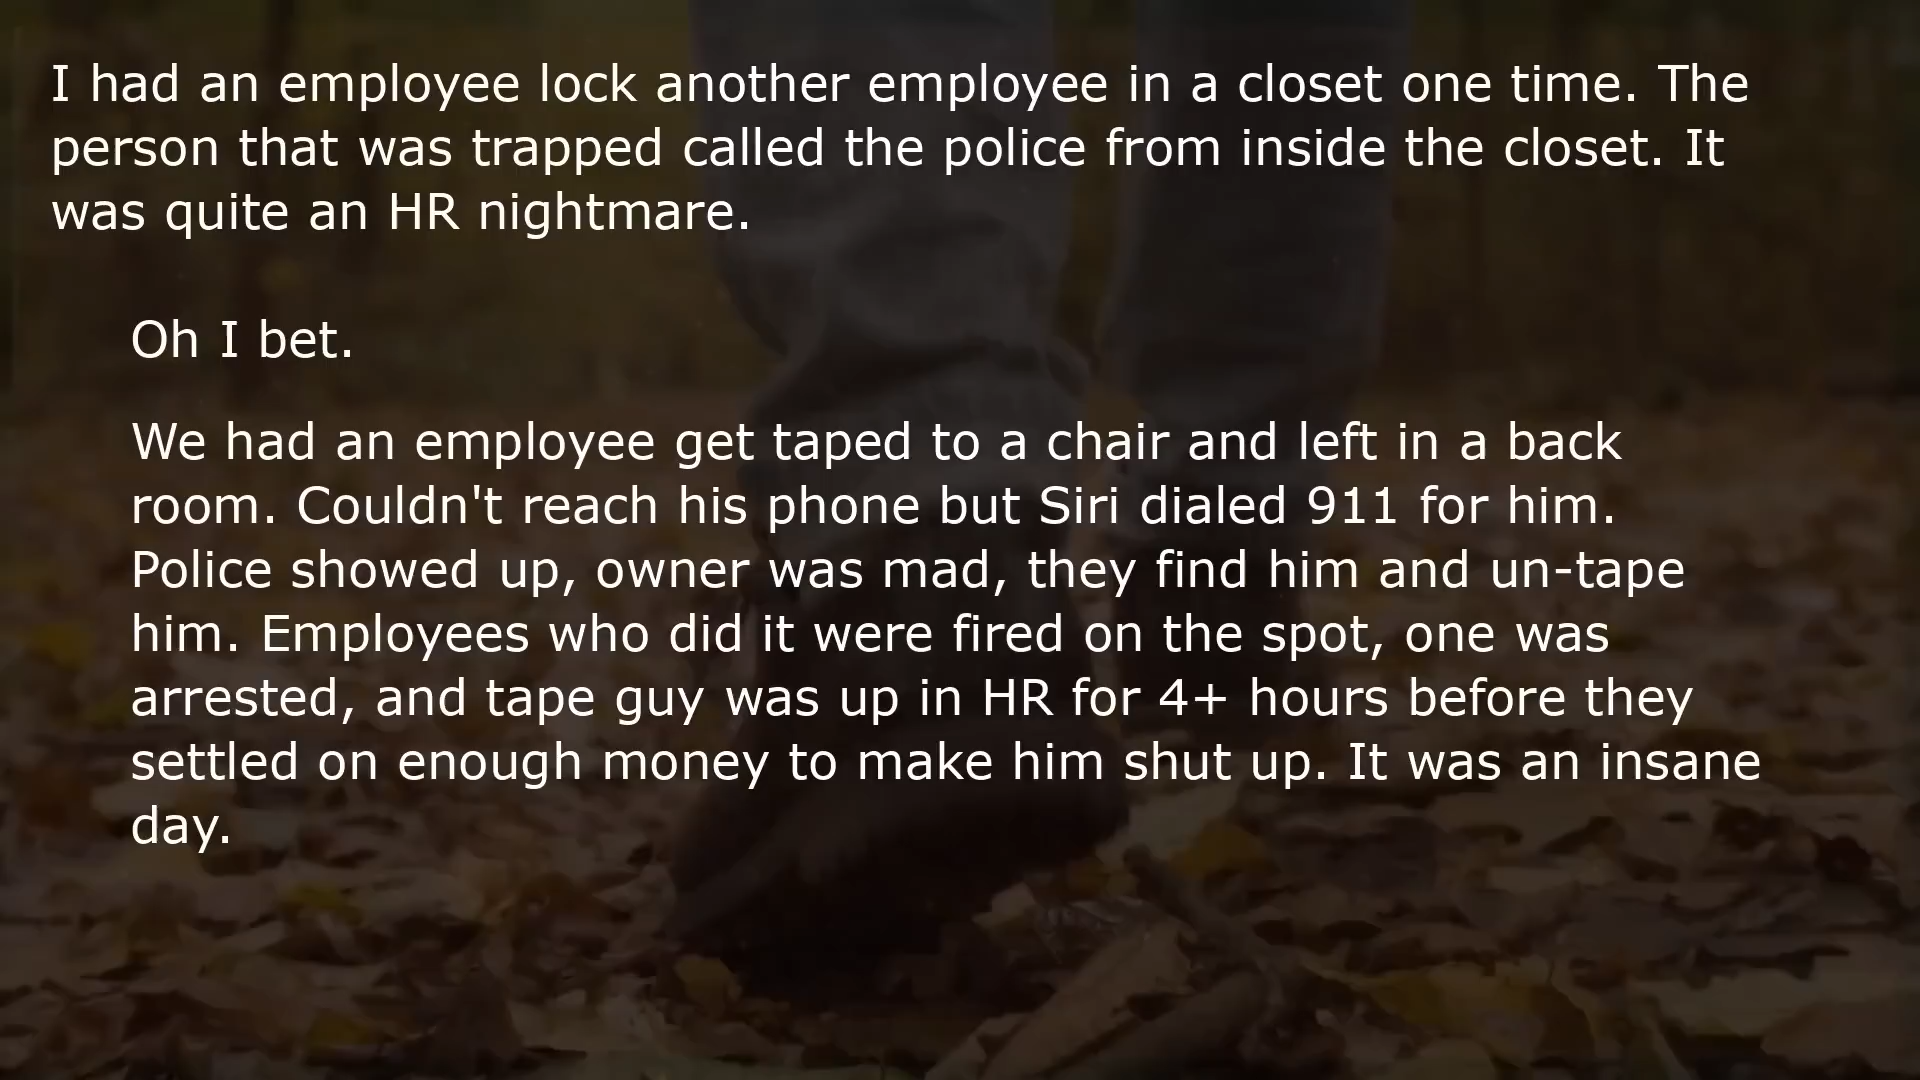 I had an employee lock another employee in a closet one time. The
person that was trapped called the police from inside the closet. It
was quite an HR nightmare.
Oh I bet.
We had an employee get taped to a chair and left in a back
room. Couldn't reach his phone but Siri dialed 911 for him.
Police showed up, owner was mad, they find him and un-tape
him. Employees who did it were fired on the spot, one was
arrested, and tape guy was up in HR for 4+ hours before they
settled on enough money to make him shut up. It was an insane
day.